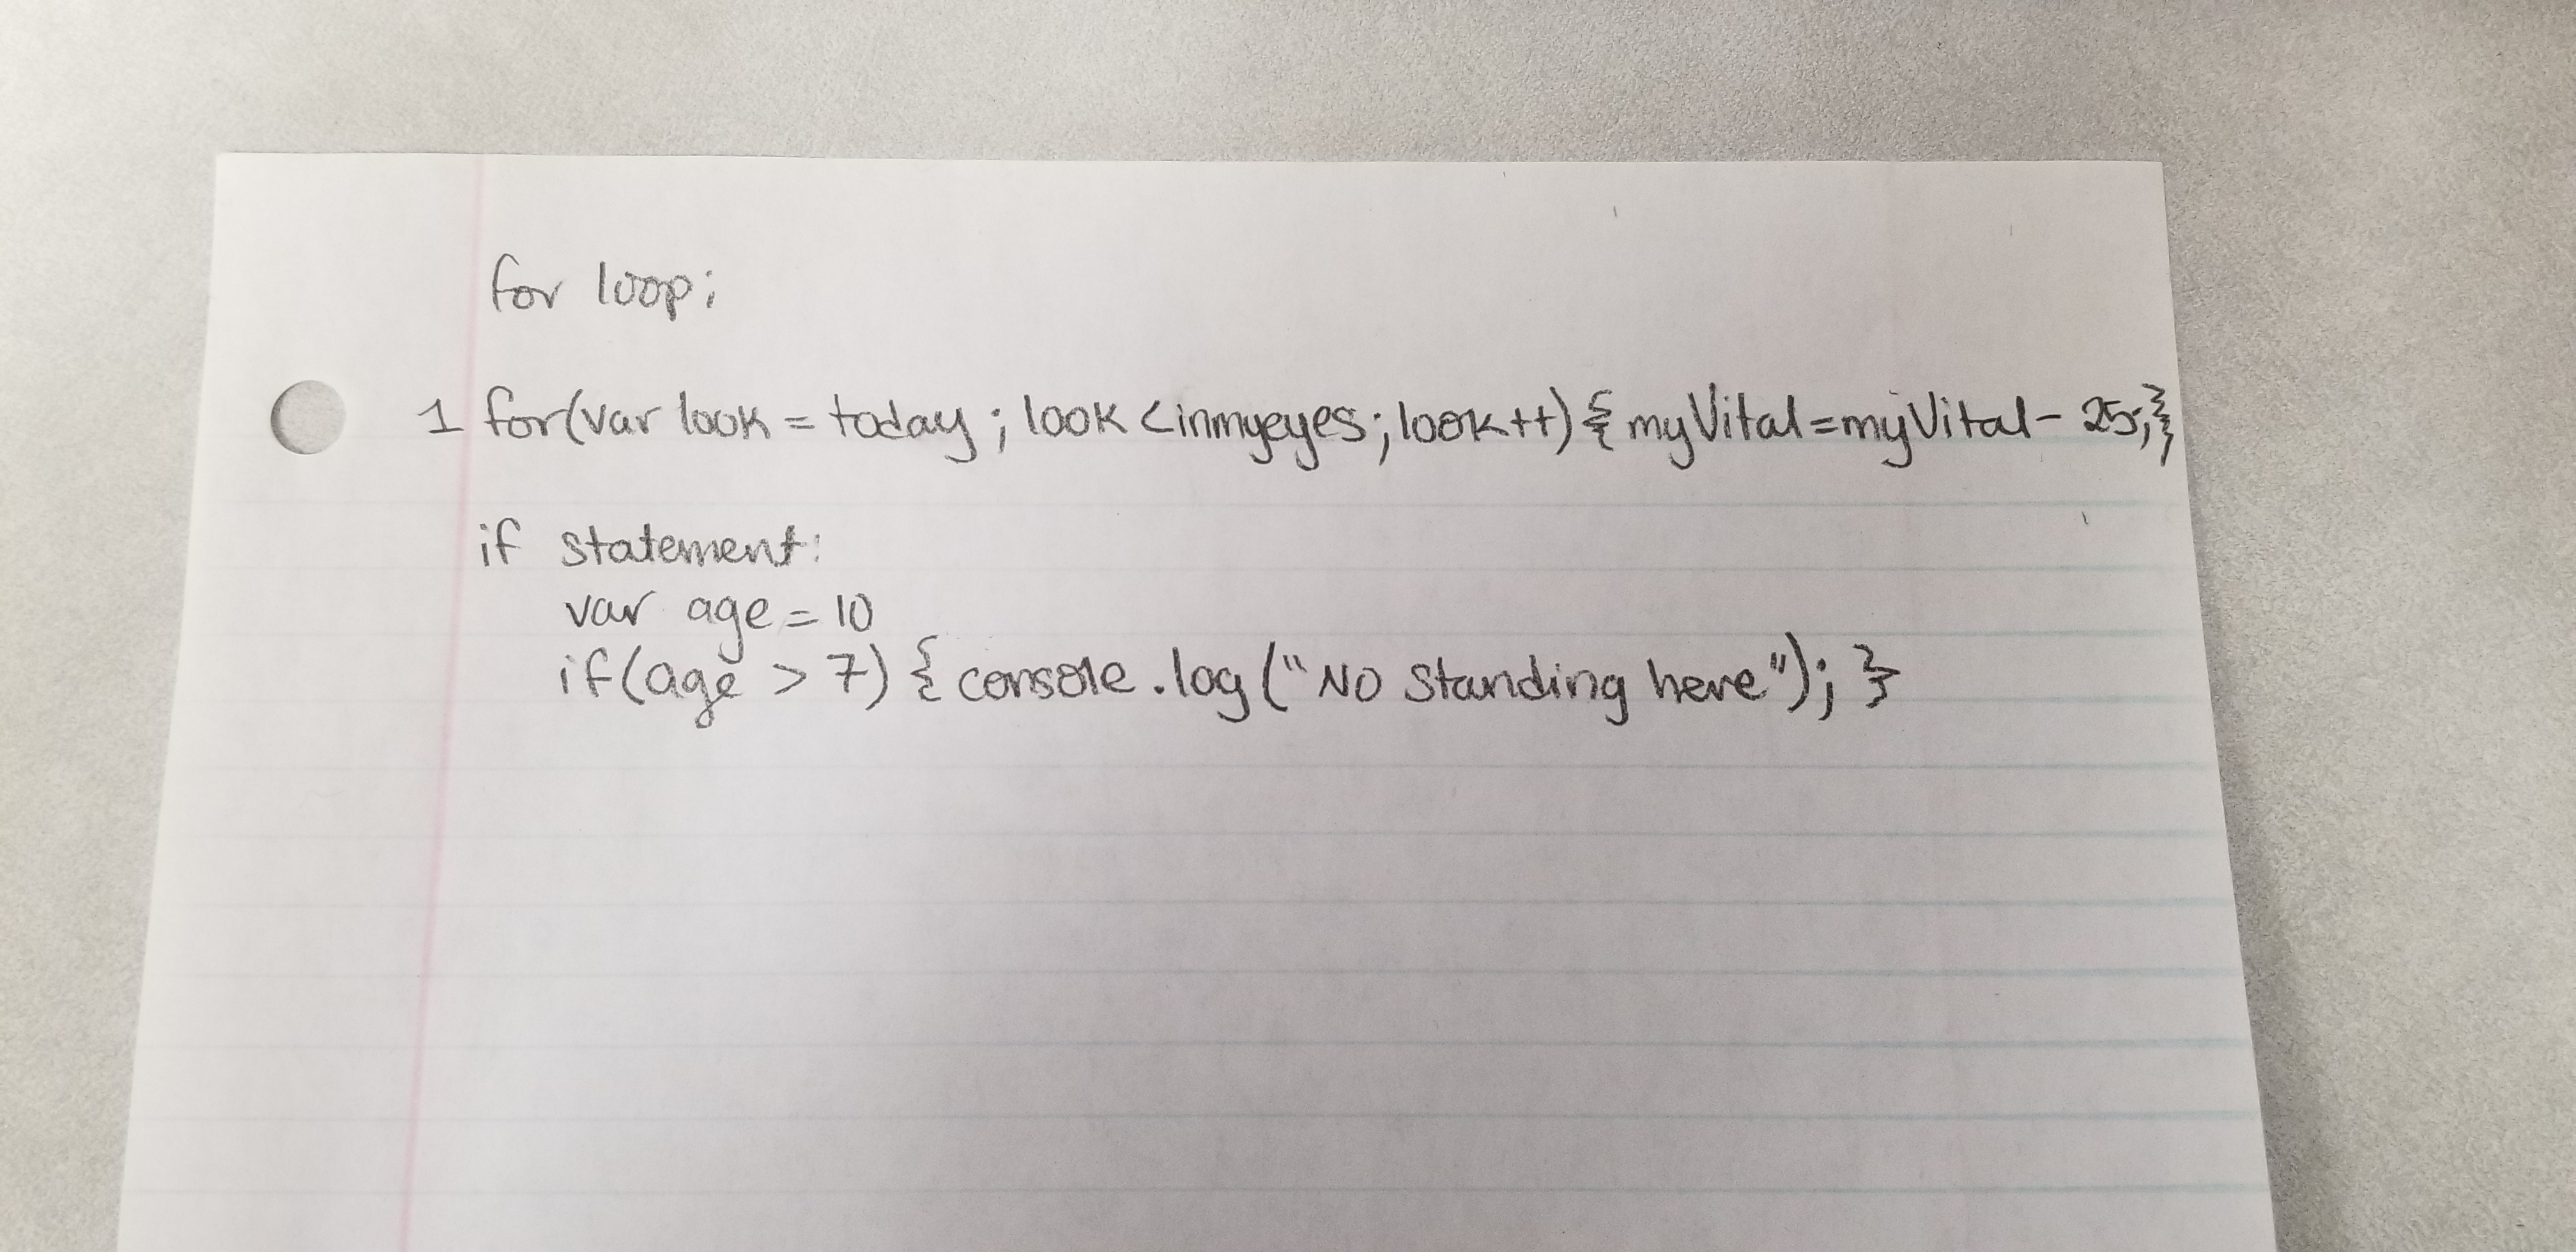 for loop;
1 for(var look = today; look <inmyeyes; look++) { myVital=myVital- 25;}
if statement:
var age = 10
if(age > 7) { console.log("No standing here"); }